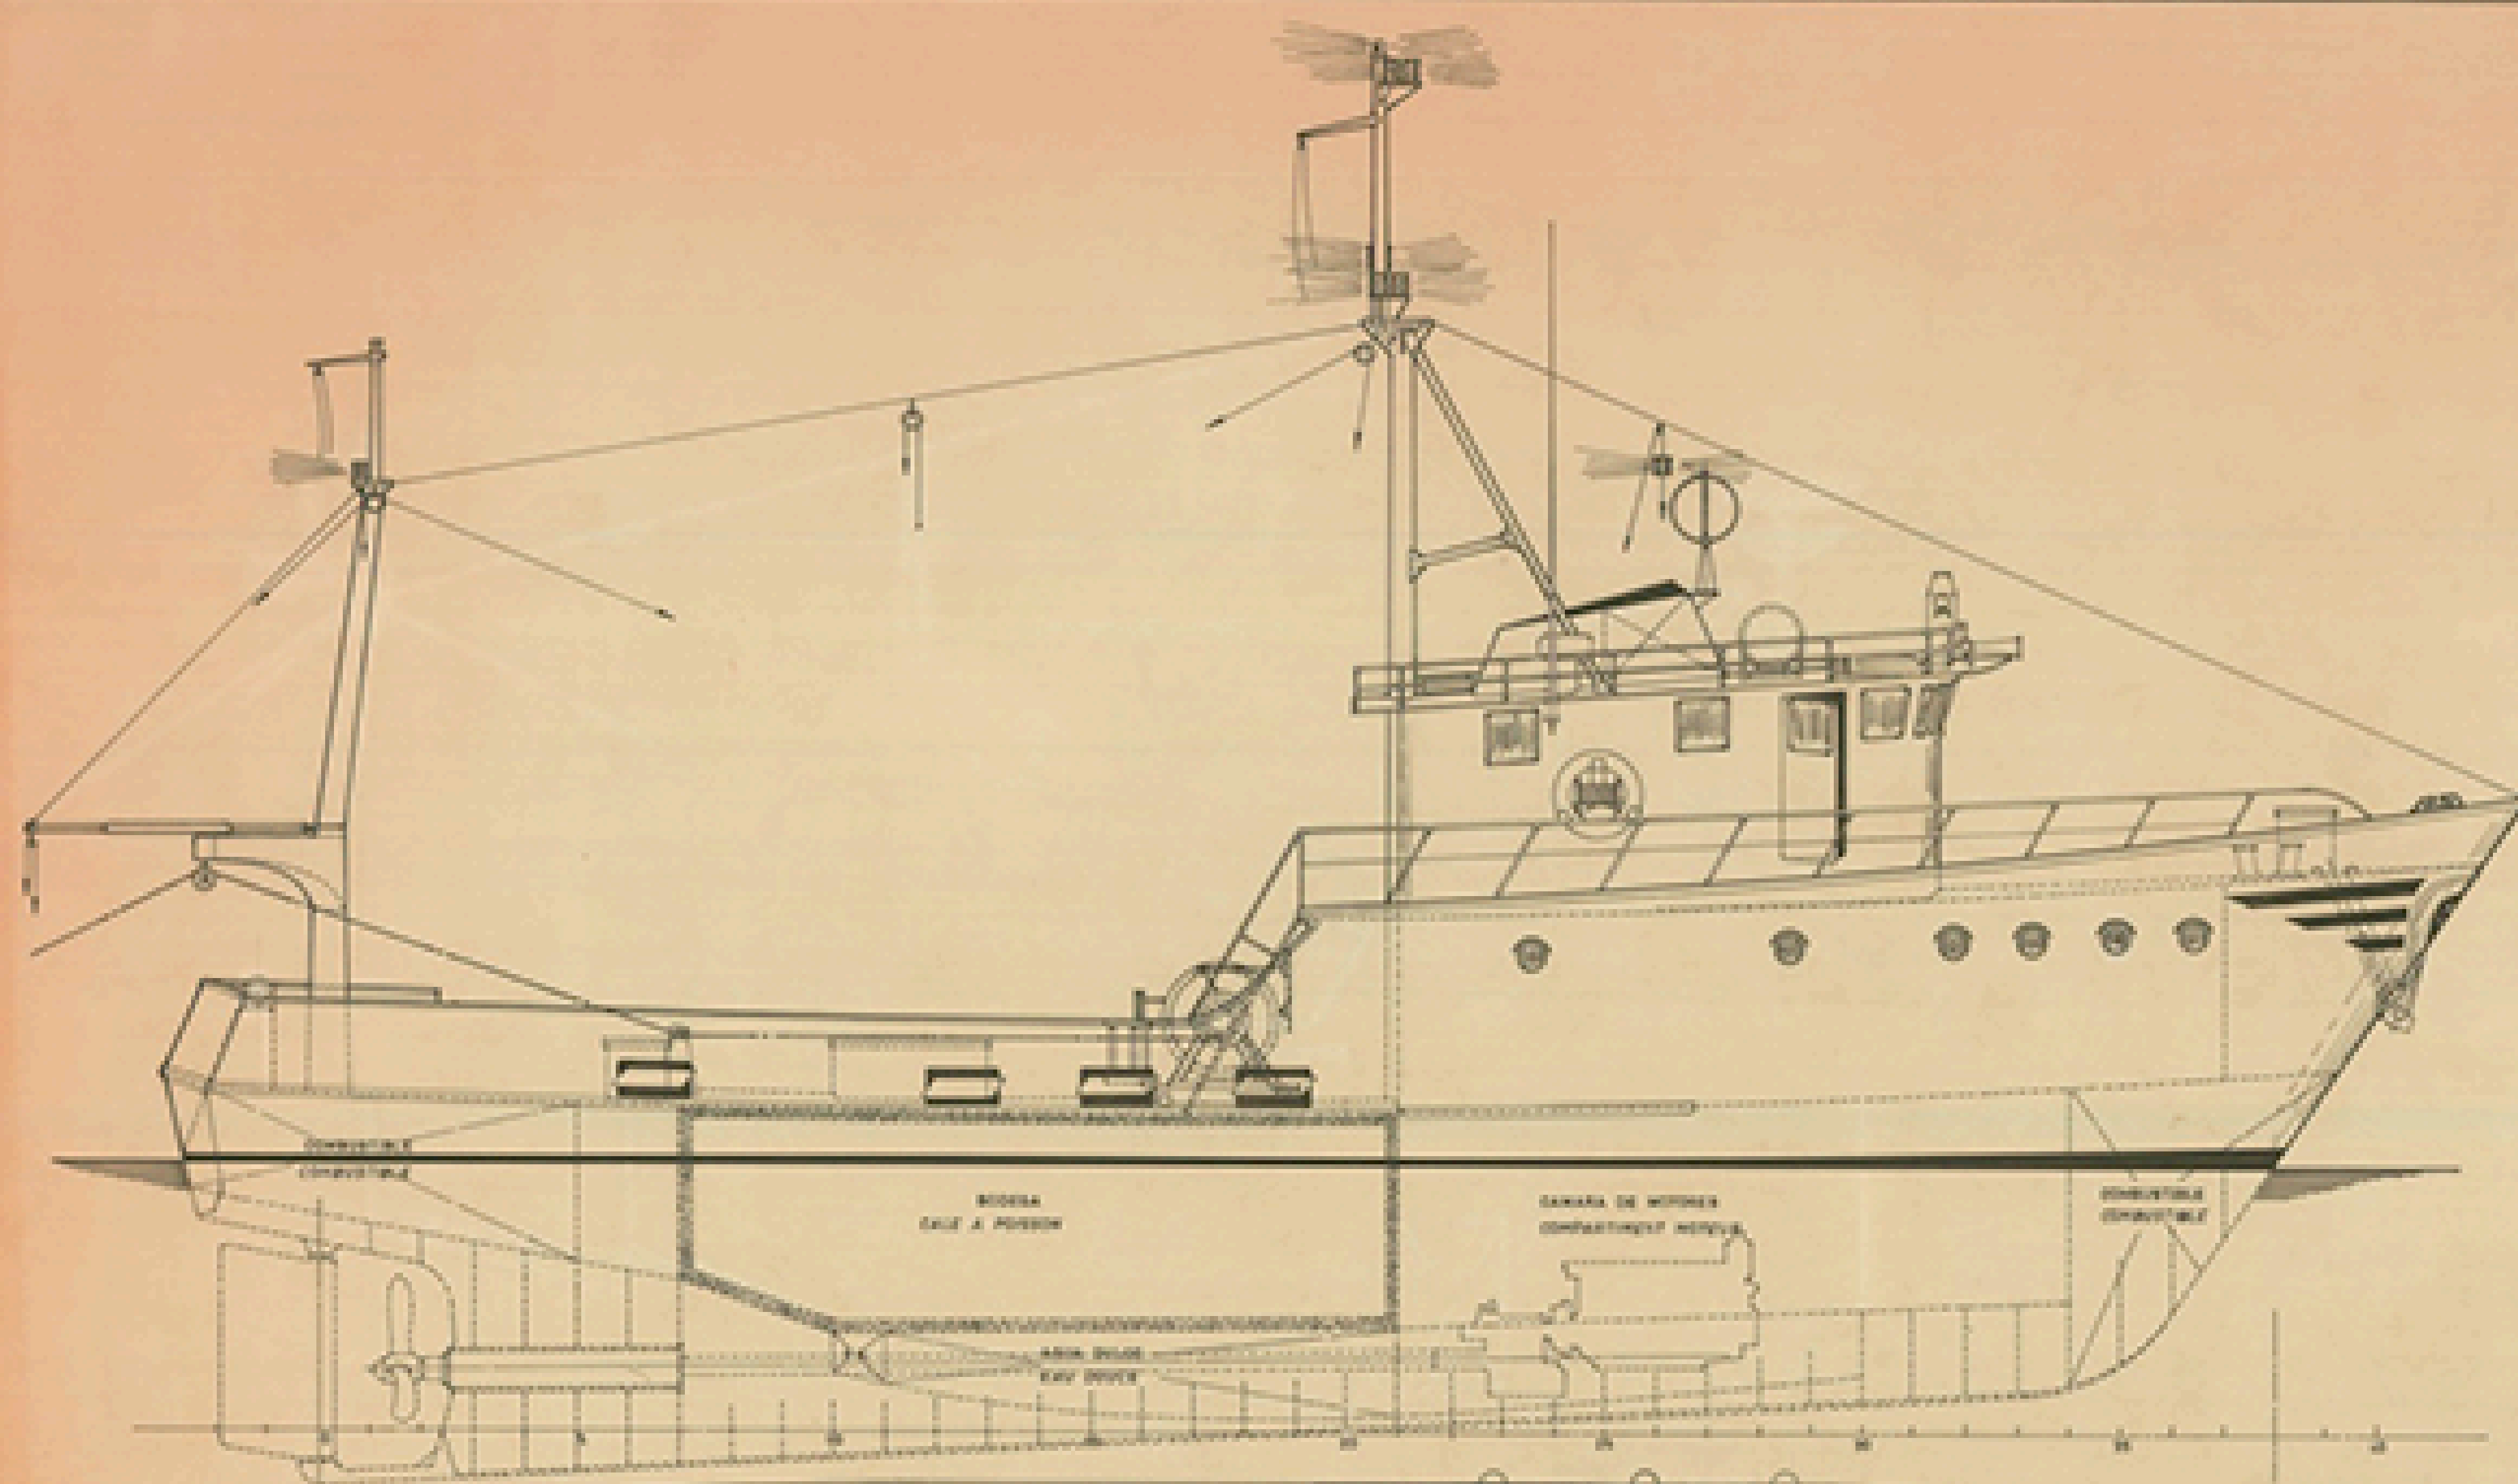 COMBUSTIBLE
COMBUSTIBLE
BODEGA
CALE A POISSON
CAMARA DE MOTORES
COMPARTIMENT MOTEUR
COMBUSTIBLE
COMBUSTIBLE
AGUA DULCE
EAU DOUCE